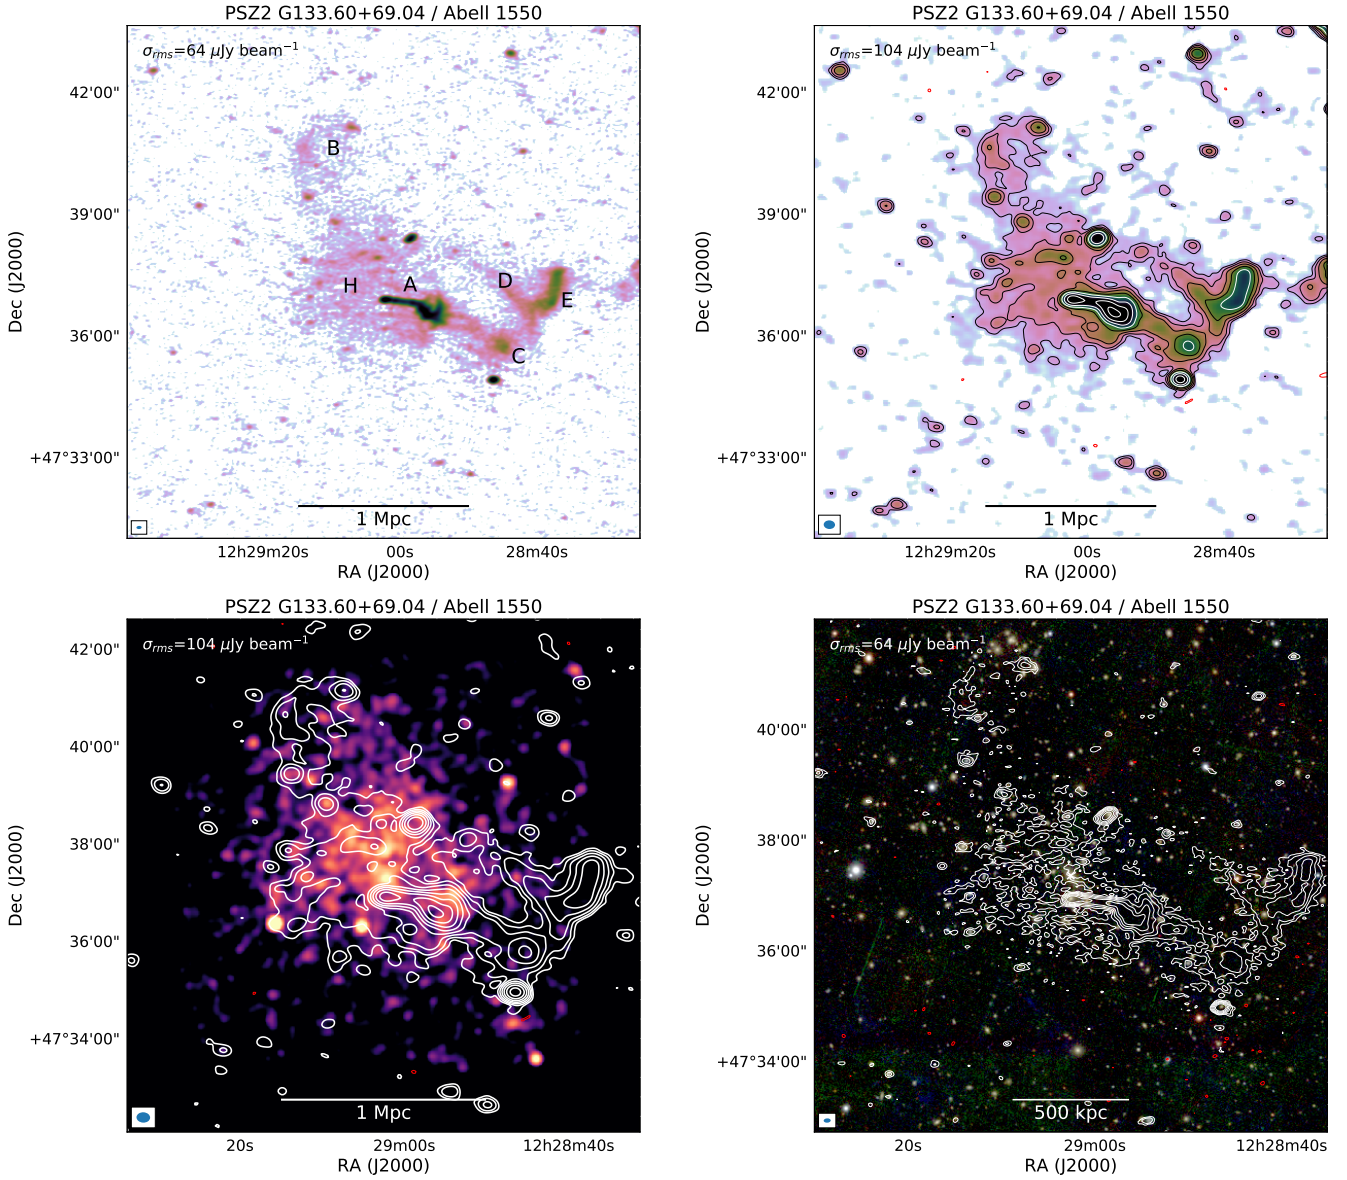 PSZ2 G133.60+69.04 / Abell 1550
σrms=64 μJy beam−1
42'00"
39'00"
36'00"
+47°33'00"
Dec (J2000)
B
H
A
D
E
C
1 Mpc
12h29m20s
00s
28m40s
RA (J2000)
PSZ2 G133.60+69.04 / Abell 1550
σrms=104 μJy beam−1
42'00"
39'00"
36'00"
+47°33'00"
Dec (J2000)
1 Mpc
12h29m20s
00s
28m40s
RA (J2000)
PSZ2 G133.60+69.04 / Abell 1550
σrms=104 μJy beam−1
42'00"
40'00"
38'00"
36'00"
+47°34'00"
Dec (J2000)
1 Mpc
20s
29m00s
12h28m40s
RA (J2000)
PSZ2 G133.60+69.04 / Abell 1550
σrms=64 μJy beam−1
40'00"
38'00"
36'00"
+47°34'00"
Dec (J2000)
500 kpc
20s
29m00s
12h28m40s
RA (J2000)